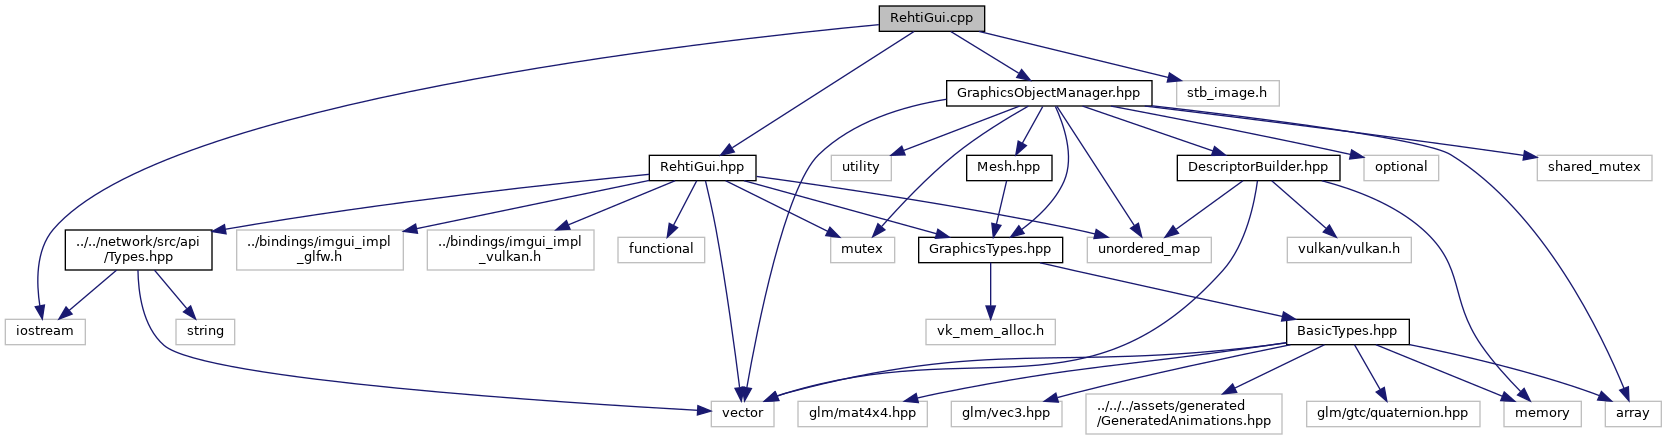 RehtiGui.cpp
GraphicsObjectManager.hpp
stb_image.h
RehtiGui.hpp
utility
Mesh.hpp
DescriptorBuilder.hpp
optional
shared_mutex
../../network/src/api
/Types.hpp
../bindings/imgui_impl
_glfw.h
../bindings/imgui_impl
_vulkan.h
functional
mutex
GraphicsTypes.hpp
unordered_map
vulkan/vulkan.h
iostream
string
vk_mem_alloc.h
BasicTypes.hpp
vector
glm/mat4x4.hpp
glm/vec3.hpp
../../../assets/generated
/GeneratedAnimations.hpp
glm/gtc/quaternion.hpp
memory
array